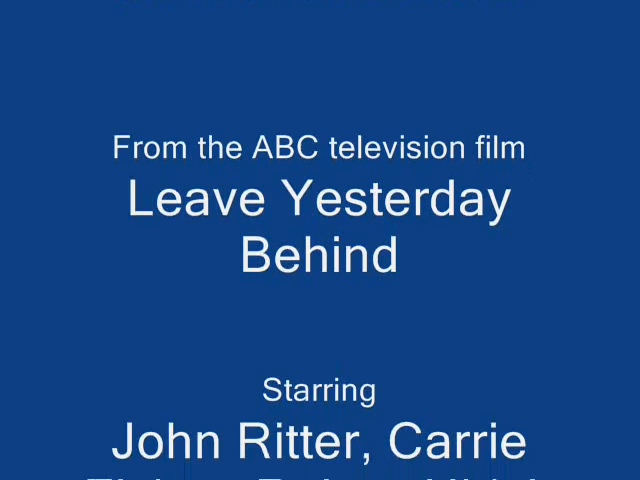 From the ABC television film
Leave Yesterday
Behind
Starring
John Ritter, Carrie